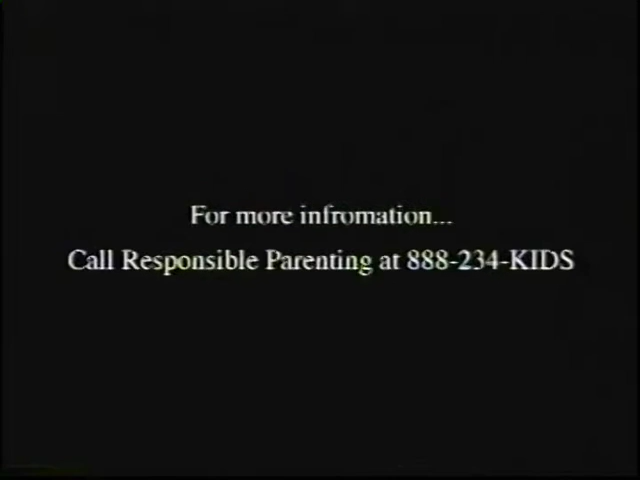 For more infromation...
Call Responsible Parenting at 888-234-KIDS